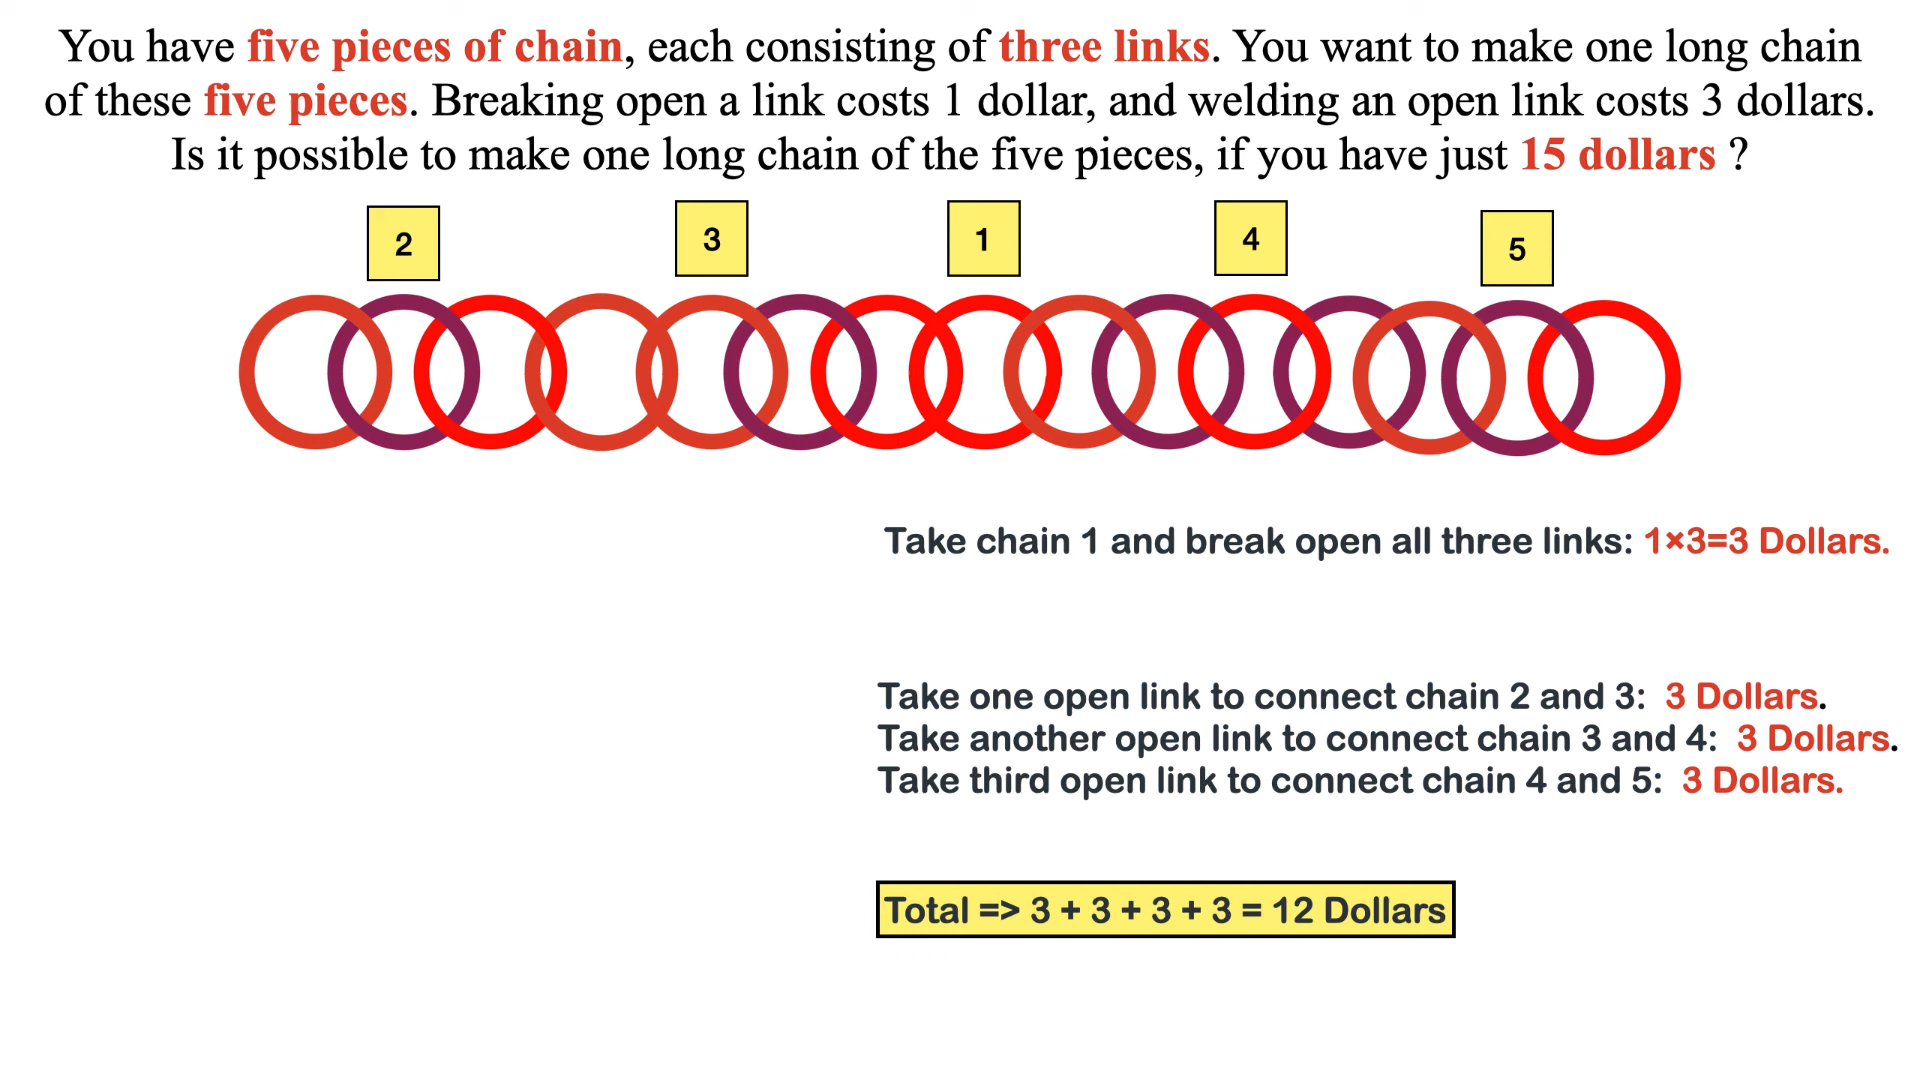 You have five pieces of chain, each consisting of three links. You want to make one long chain
of these five pieces. Breaking open a link costs 1 dollar, and welding an open link costs 3 dollars.
Is it possible to make one long chain of the five pieces, if you have just 15 dollars ?
2 3 1 4 5
Take chain 1 and break open all three links: 1×3=3 Dollars.
Take one open link to connect chain 2 and 3: 3 Dollars.
Take another open link to connect chain 3 and 4: 3 Dollars.
Take third open link to connect chain 4 and 5: 3 Dollars.
Total => 3 + 3 + 3 + 3 = 12 Dollars